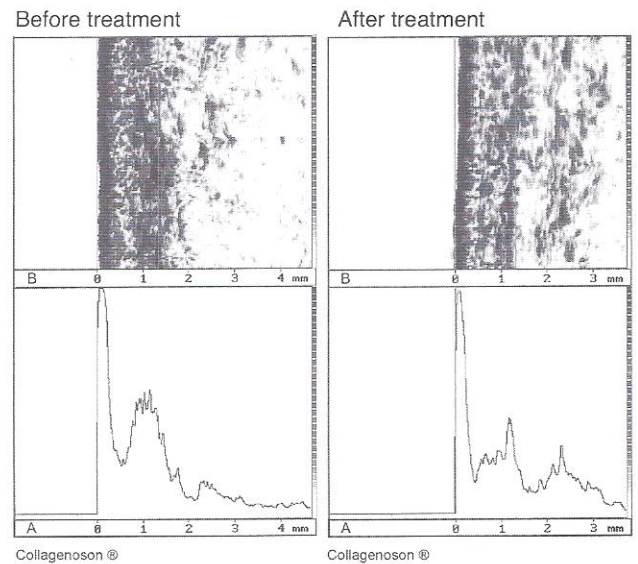 Before treatment
After treatment
B
0 1 2 3 4 mm
B
0 1 2 3 mm
A
0 1 2 3 4 mm
A
0 1 2 3 mm
Collagenoson ®
Collagenoson ®